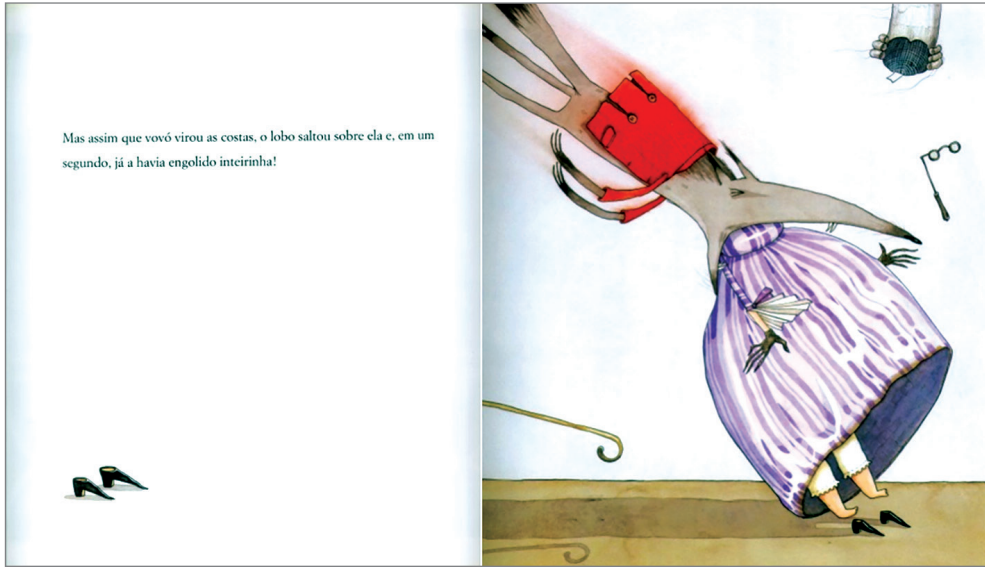 Mas assim que vovó virou as costas, o lobo saltou sobre ela e, em um
segundo, já a havia engolido inteirinha!